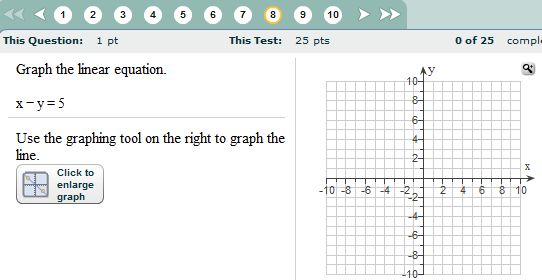 1 2 3 4 5 6 7 8 9 10
This Question: 1 pt
This Test: 25 pts
0 of 25 compl
Graph the linear equation.
x-y=5
Use the graphing tool on the right to graph the
line.
Click to
enlarge
graph
y
10
8
6
4
2
x
-10 -8 -6 -4 -2 2 4 6 8 10
-2
-4
-6
-8
-10